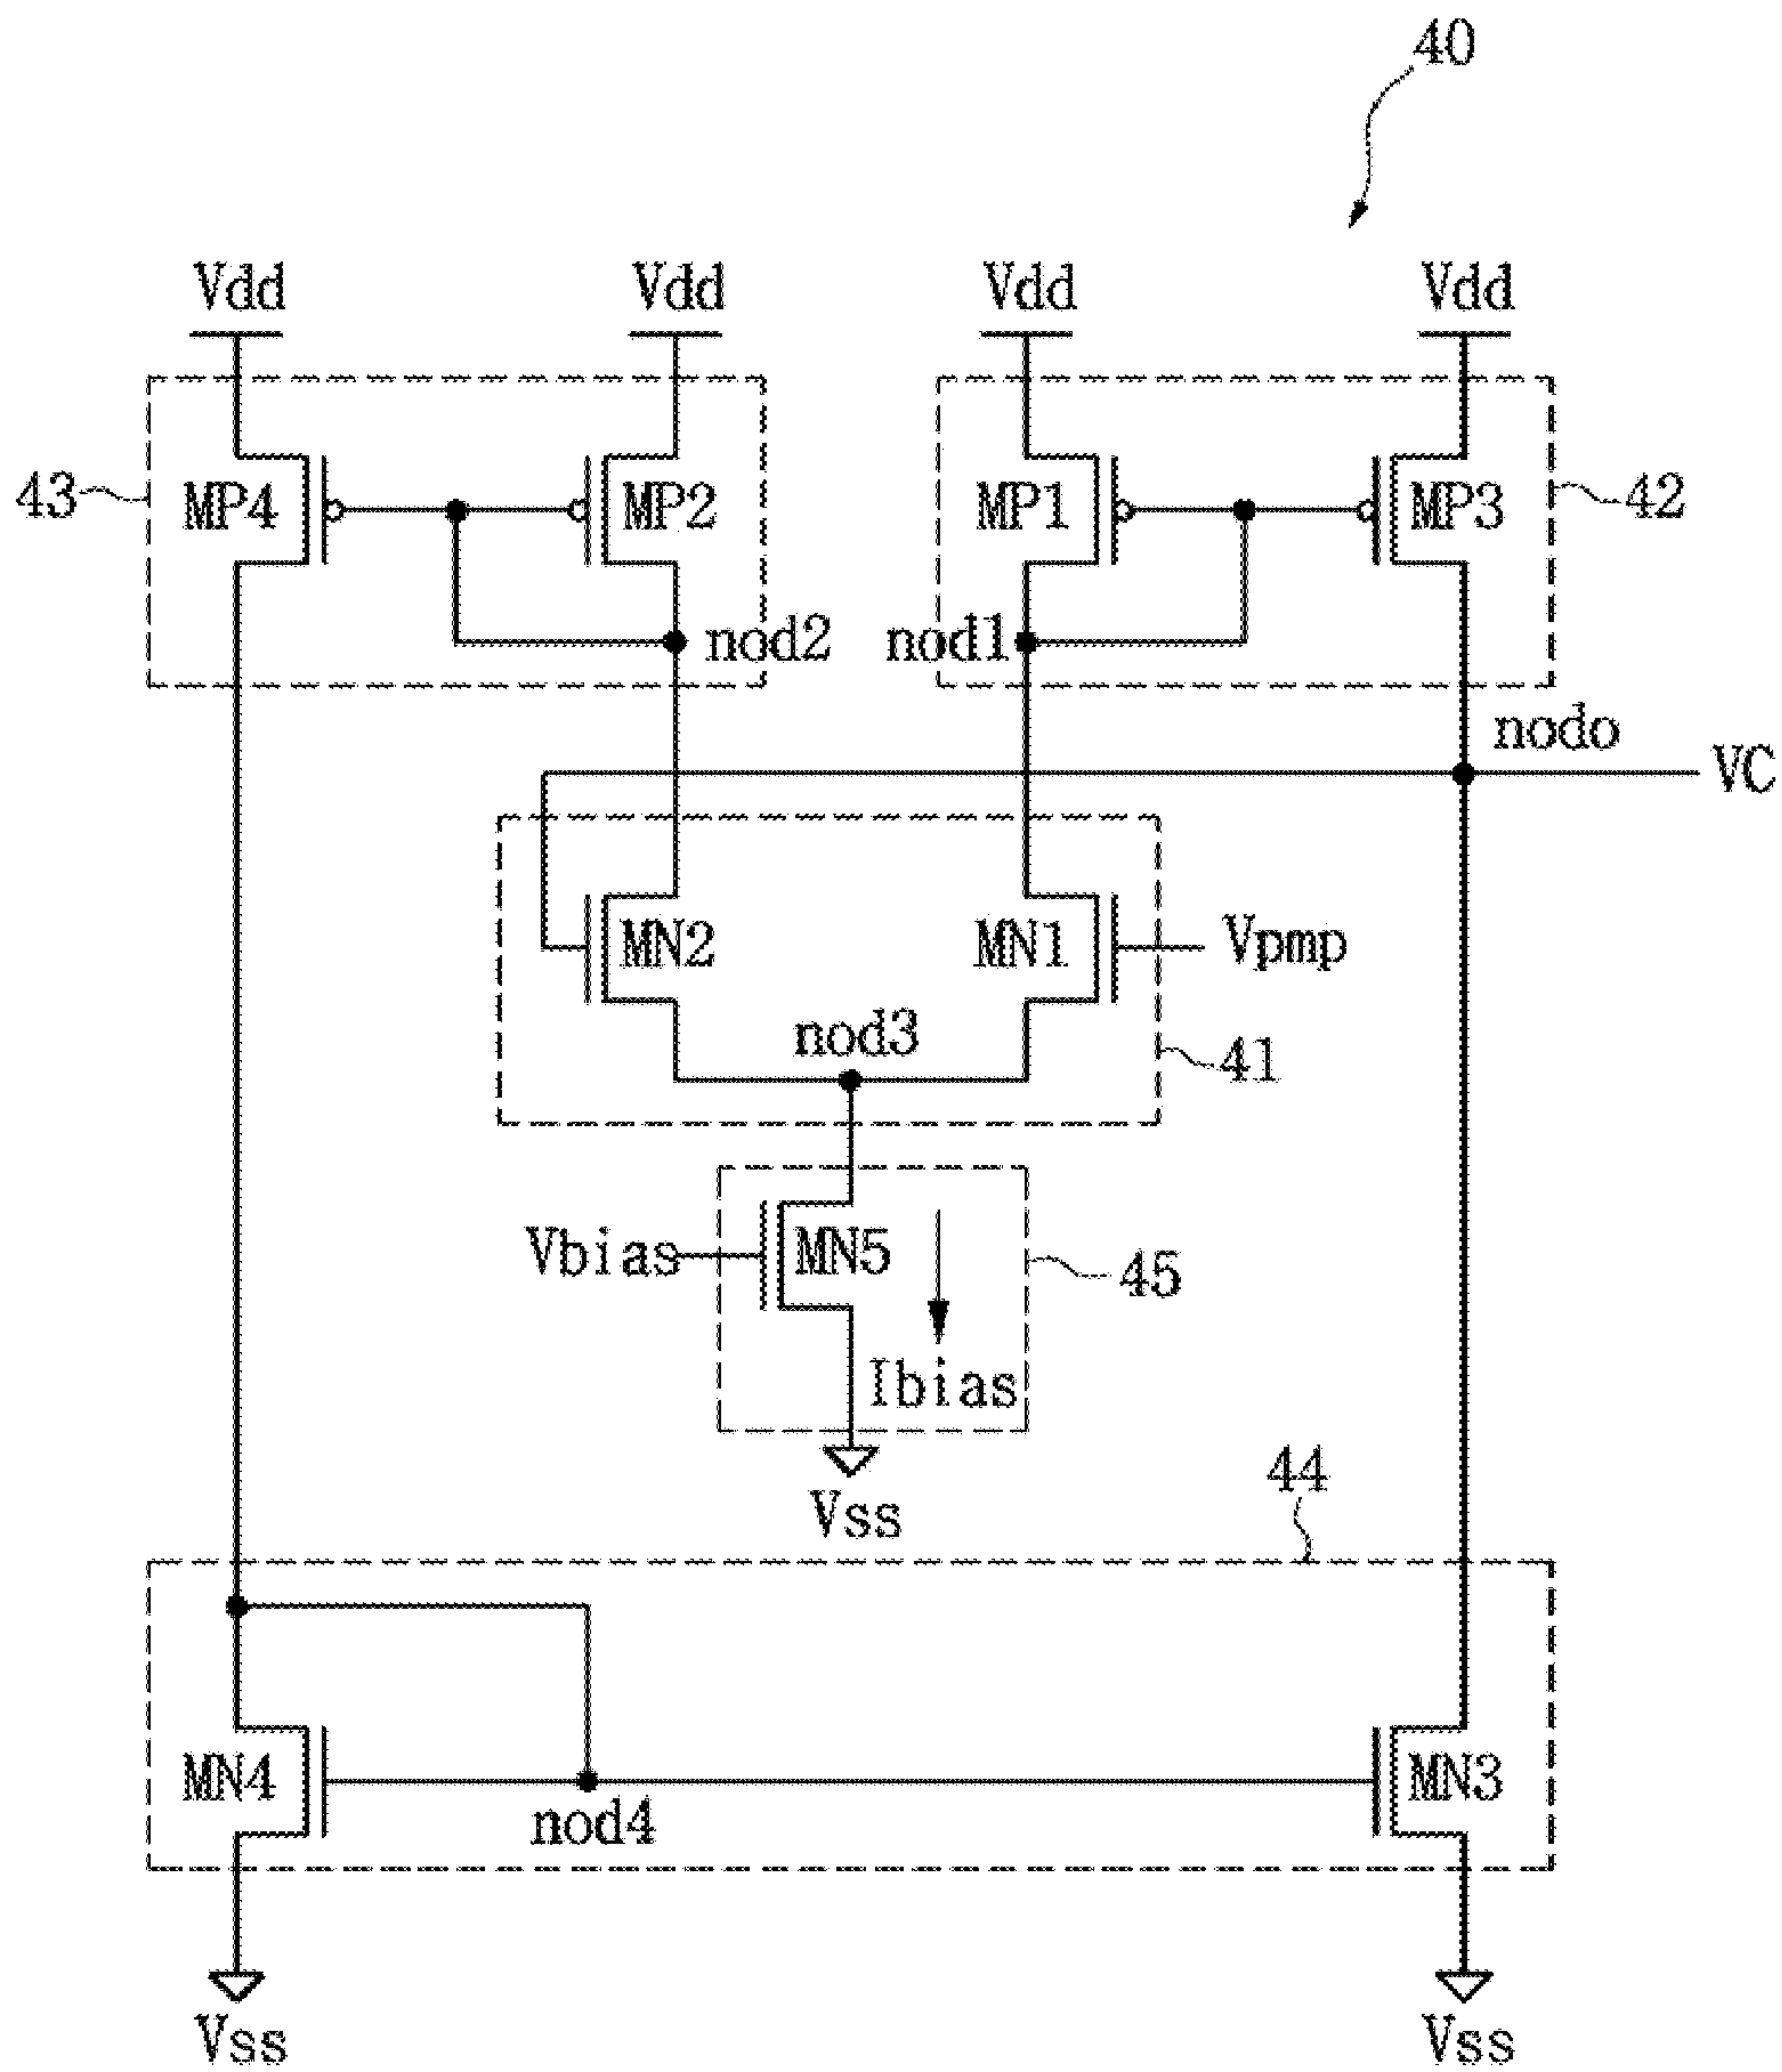 40
Vdd Vdd Vdd Vdd
43 MP4 MP2 MP1 MP3 42
nod2 nod1
nodo
VC
MN2 MN1 Vpmp
nod3
41
Vbias MN5 45
Ibias
44
Vss
MN4 MN3
nod4
Vss Vss